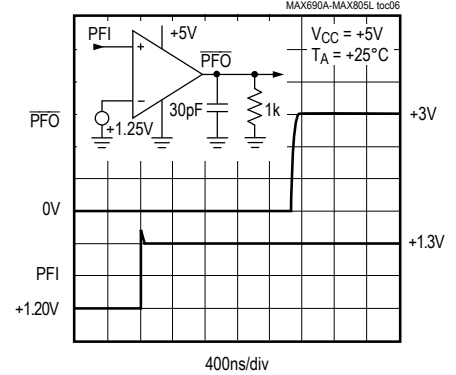 MAX690A-MAX805L toc06
PFI
+5V
VCC = +5V
TA = +25°C
PFO
+
−
30pF
1k
+1.25V
PFO
+3V
0V
+1.3V
PFI
+1.20V
400ns/div